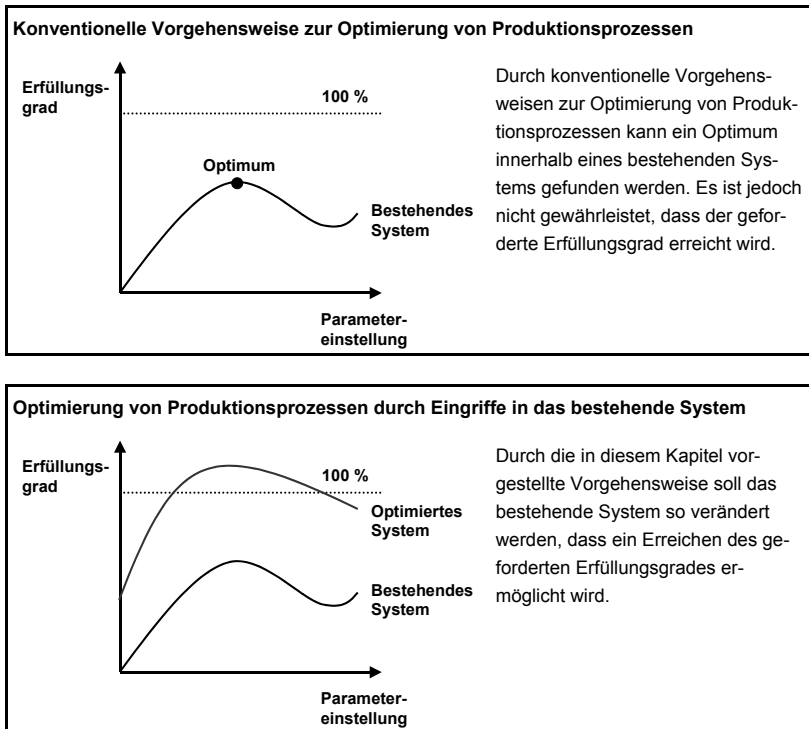 Konventionelle Vorgehensweise zur Optimierung von Produktionsprozessen
Erfüllungs-
grad
100 %
Optimum
Bestehendes
System
Parameter-
einstellung
Durch konventionelle Vorgehens-
weisen zur Optimierung von Produk-
tionsprozessen kann ein Optimum
innerhalb eines bestehenden Sys-
tems gefunden werden. Es ist jedoch
nicht gewährleistet, dass der gefor-
derte Erfüllungsgrad erreicht wird.
Optimierung von Produktionsprozessen durch Eingriffe in das bestehende System
Erfüllungs-
grad
100 %
Optimiertes
System
Bestehendes
System
Parameter-
einstellung
Durch die in diesem Kapitel vor-
gestellte Vorgehensweise soll das
bestehende System so verändert
werden, dass ein Erreichen des ge-
forderten Erfüllungsgrades er-
möglicht wird.